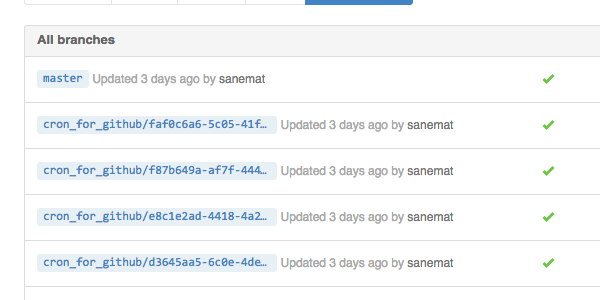 All branches
master Updated 3 days ago by sanemat
cron_for_github/faf0c6a6-5c05-41f… Updated 3 days ago by sanemat
cron_for_github/f87b649a-af7f-444… Updated 3 days ago by sanemat
cron_for_github/e8c1e2ad-4418-4a2… Updated 3 days ago by sanemat
cron_for_github/d3645aa5-6c0e-4de… Updated 3 days ago by sanemat